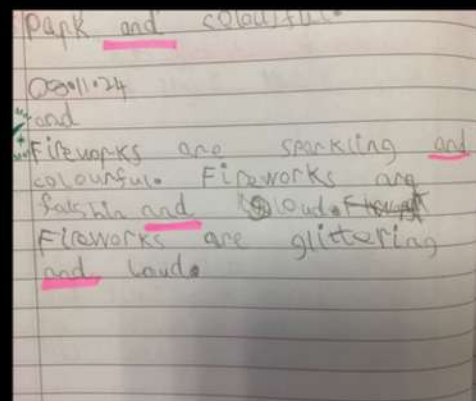 Park and colourful.
08.11.24
and
Fireworks are sparkling and
colourful. Fireworks are
and loud.
Fireworks are glittering
and loud.